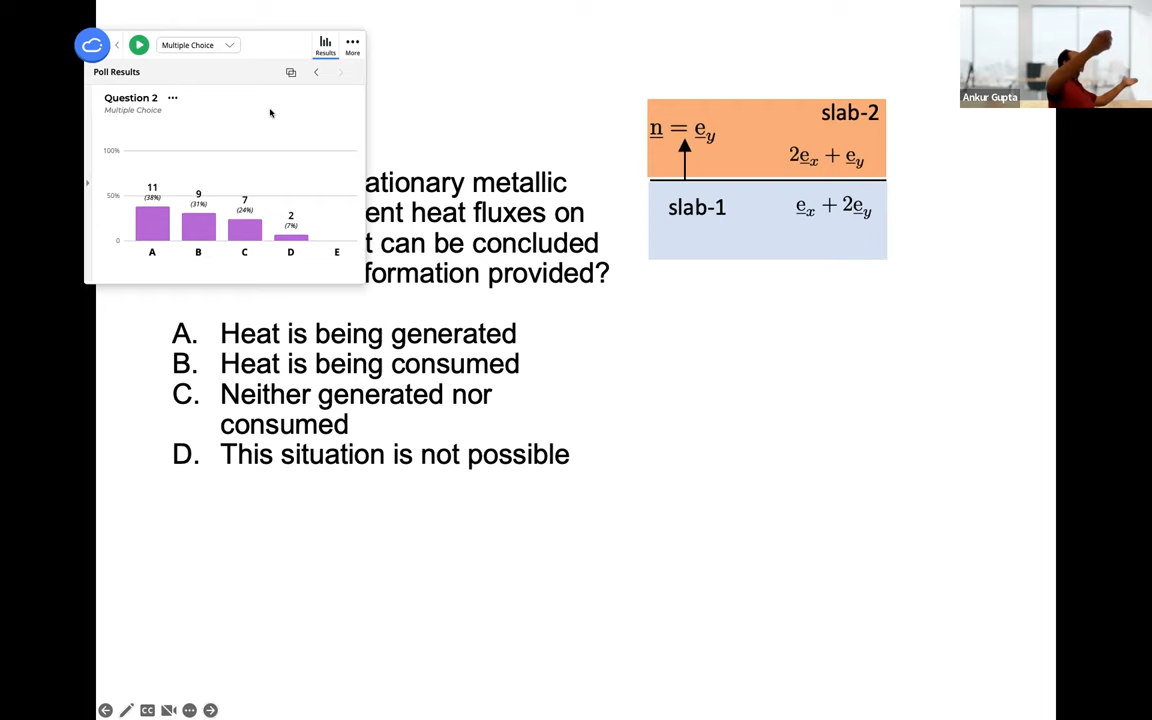 Multiple Choice
Results
More
Poll Results
Question 2
Multiple Choice
100%
50%
0
11
(38%)
9
(31%)
7
(24%)
2
(7%)
A
B
C
D
E
Ankur Gupta
ationary metallic
ent heat fluxes on
t can be concluded
formation provided?
A. Heat is being generated
B. Heat is being consumed
C. Neither generated nor
consumed
D. This situation is not possible
slab-2
n = e_y
2e_x + e_y
slab-1
e_x + 2e_y
CC